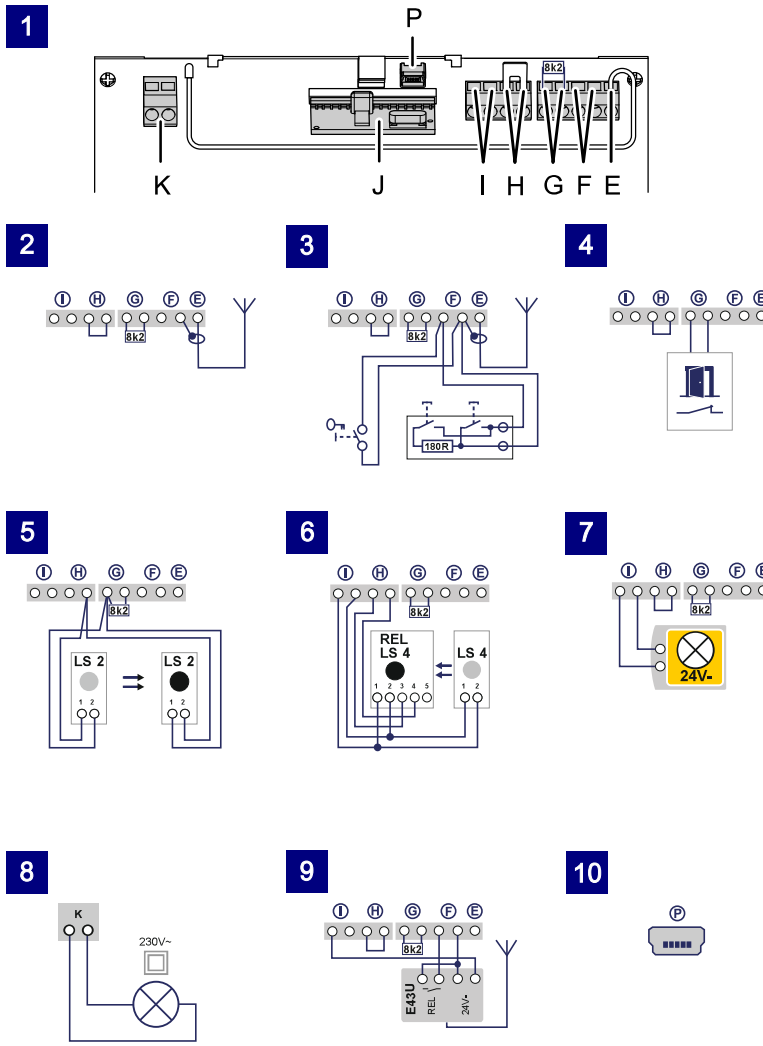 1
P
8k2
K
J
I H G F E
2
I H G F E
8k2
3
I H G F E
8k2
180R
4
I H G F E
5
I H G F E
8k2
LS 2
LS 2
1 2
1 2
6
I H G F E
8k2
REL
LS 4
LS 4
1 2 3 4 5
1 2
7
I H G F E
8k2
24V-
8
K
230V~
9
I H G F E
8k2
E43U
REL
24V-
10
P